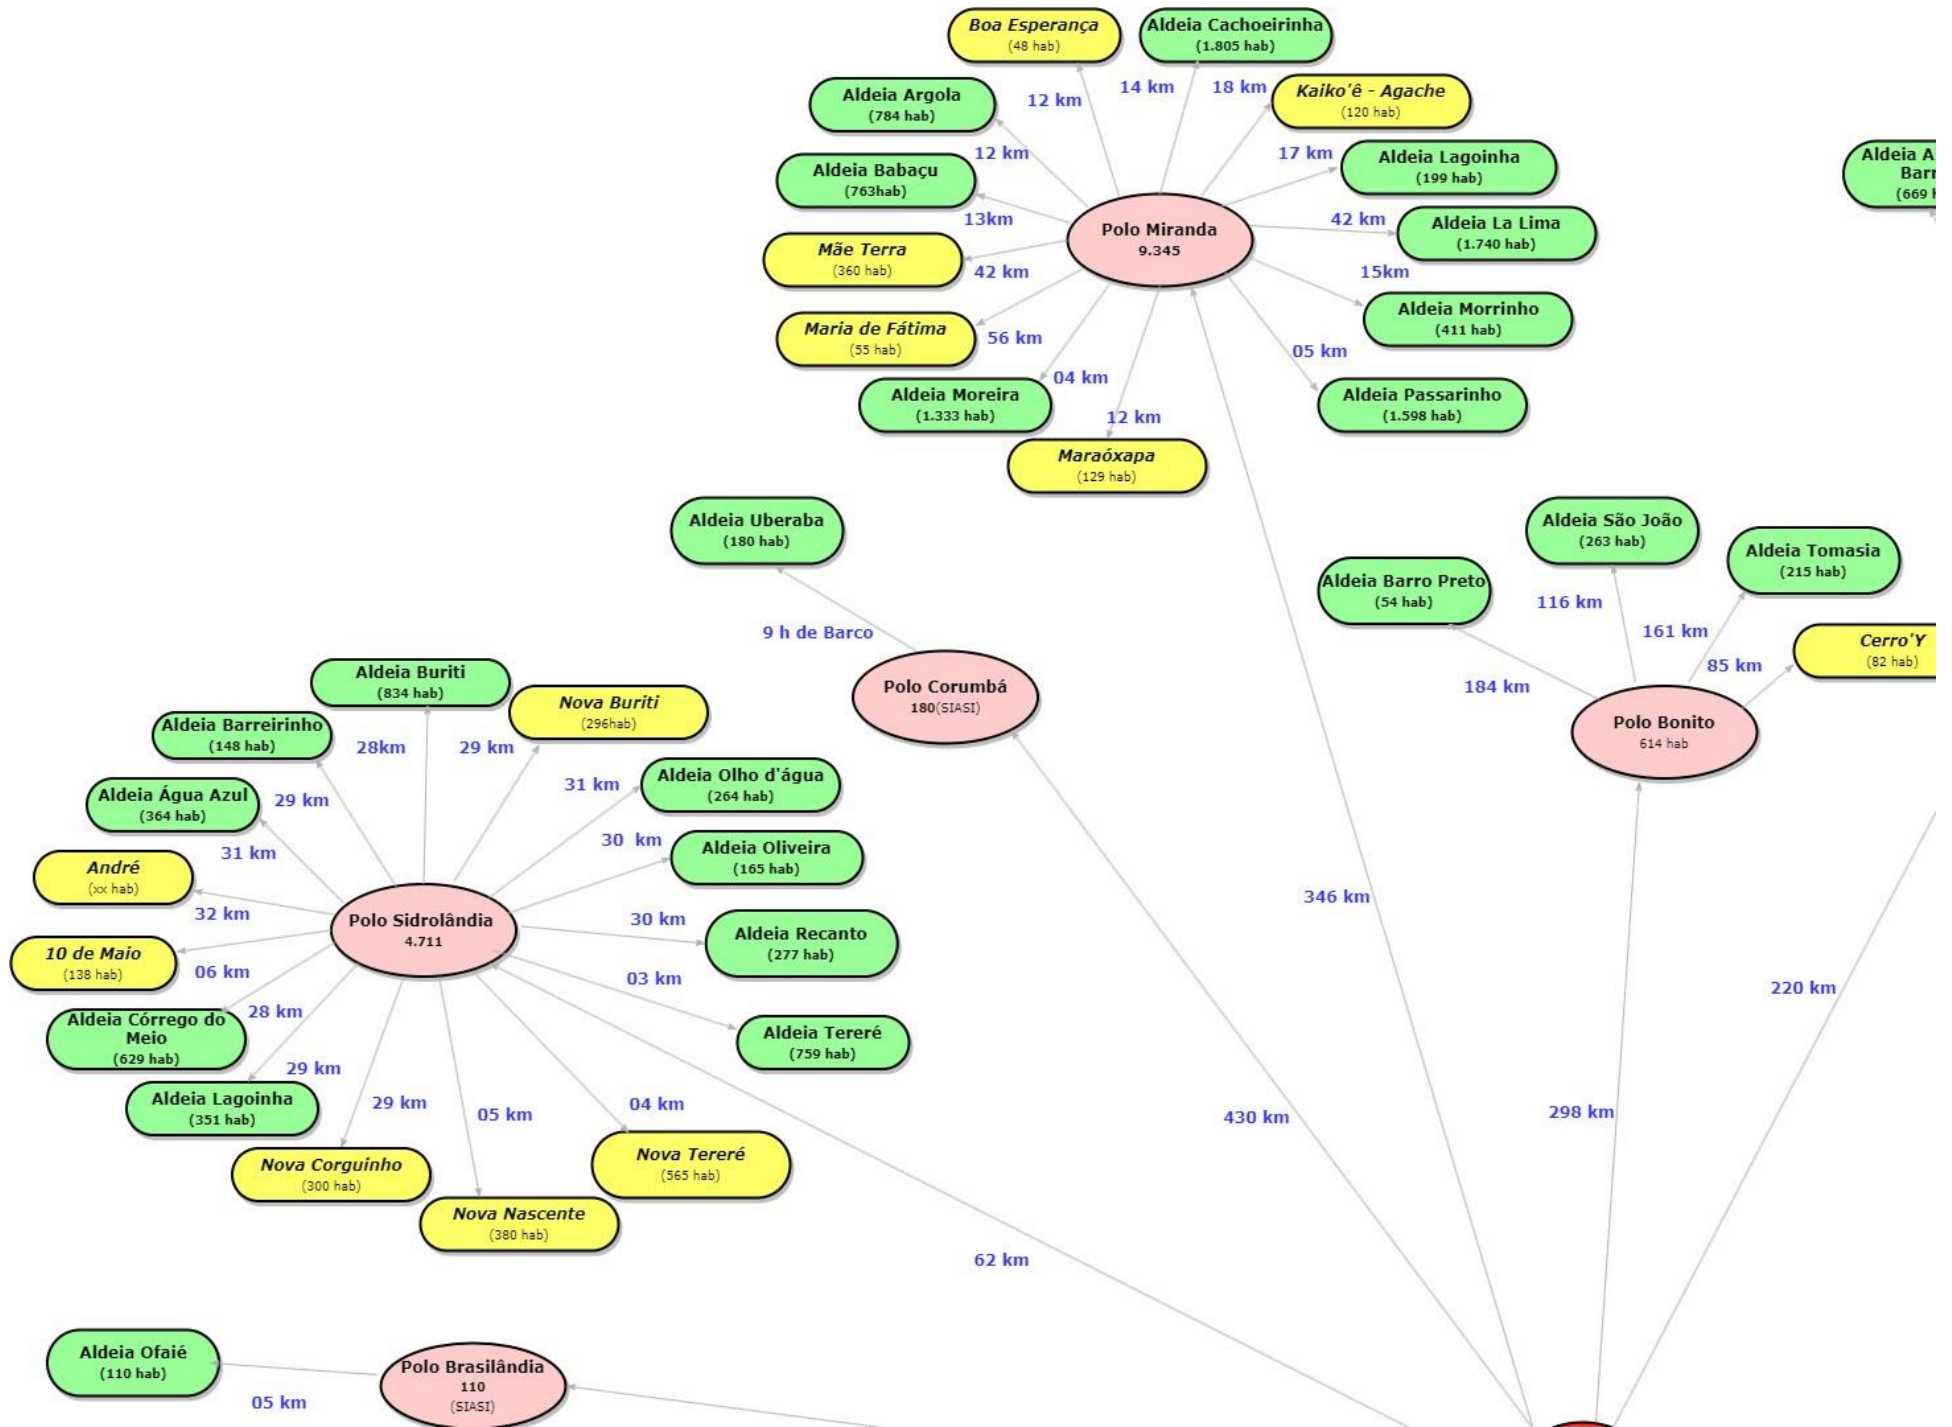 Boa Esperança
(48 hab)
Aldeia Cachoeirinha
(1.805 hab)
12 km
14 km
18 km
Kaiko'ê - Agache
(120 hab)
Aldeia Argola
(784 hab)
12 km
17 km
Aldeia Lagoinha
(199 hab)
Aldeia Babaçu
(763hab)
13km
Polo Miranda
9.345
42 km
Aldeia La Lima
(1.740 hab)
Mãe Terra
(360 hab)
42 km
15km
Aldeia Morrinho
(411 hab)
Maria de Fátima
(55 hab)
56 km
05 km
Aldeia Moreira
(1.333 hab)
04 km
12 km
Aldeia Passarinho
(1.598 hab)
Maraóxapa
(129 hab)
Aldeia A
Barr
(669 h
Aldeia Uberaba
(180 hab)
9 h de Barco
Polo Corumbá
180(SIASI)
Aldeia São João
(263 hab)
Aldeia Tomasia
(215 hab)
Aldeia Barro Preto
(54 hab)
116 km
161 km
85 km
Cerro'Y
(82 hab)
184 km
Polo Bonito
614 hab
Aldeia Buriti
(834 hab)
Nova Buriti
(296hab)
Aldeia Barreirinho
(148 hab)
28km
29 km
Aldeia Olho d'água
(264 hab)
31 km
Aldeia Água Azul
(364 hab)
29 km
30 km
Aldeia Oliveira
(165 hab)
31 km
André
(xx hab)
32 km
Polo Sidrolândia
4.711
30 km
Aldeia Recanto
(277 hab)
10 de Maio
(138 hab)
06 km
03 km
Aldeia Córrego do
Meio
(629 hab)
28 km
Aldeia Tereré
(759 hab)
Aldeia Lagoinha
(351 hab)
29 km
29 km
05 km
04 km
Nova Corguinho
(300 hab)
Nova Tereré
(565 hab)
Nova Nascente
(380 hab)
346 km
220 km
430 km
298 km
62 km
Aldeia Ofaié
(110 hab)
05 km
Polo Brasilândia
110
(SIASI)